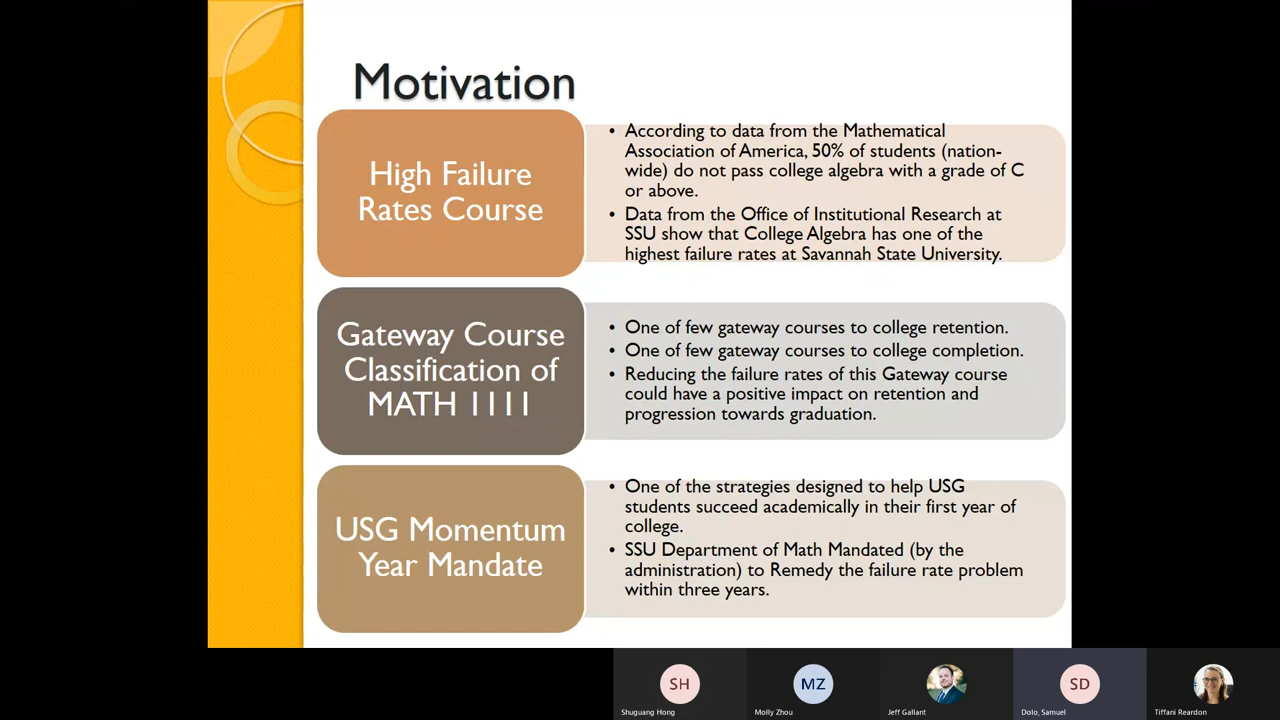 Motivation
High Failure
Rates Course
• According to data from the Mathematical
Association of America, 50% of students (nation-
wide) do not pass college algebra with a grade of C
or above.
• Data from the Office of Institutional Research at
SSU show that College Algebra has one of the
highest failure rates at Savannah State University.
Gateway Course
Classification of
MATH 1111
• One of few gateway courses to college retention.
• One of few gateway courses to college completion.
• Reducing the failure rates of this Gateway course
could have a positive impact on retention and
progression towards graduation.
USG Momentum
Year Mandate
• One of the strategies designed to help USG
students succeed academically in their first year of
college.
• SSU Department of Math Mandated (by the
administration) to Remedy the failure rate problem
within three years.
SH
MZ
SD
Shuguang Hong
Molly Zhou
Jeff Gallant
Dolo, Samuel
Tiffani Reardon